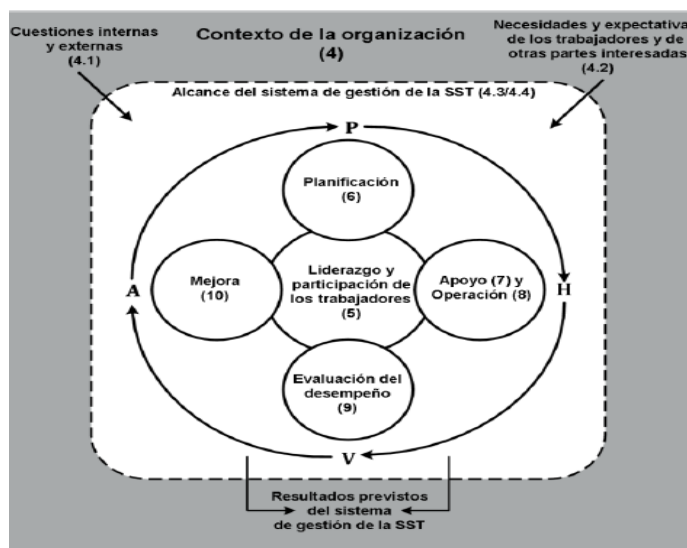 Cuestiones internas
y externas
(4.1)
Contexto de la organización
(4)
Necesidades y expectativa
de los trabajadores y de
otras partes interesadas
(4.2)
Alcance del sistema de gestión de la SST (4.3/4.4)
P
Planificación
(6)
A
Mejora
(10)
Liderazgo y
participación de
los trabajadores
(5)
Apoyo (7) y
Operación (8)
H
Evaluación del
desempeño
(9)
V
Resultados previstos
del sistema
de gestión de la SST